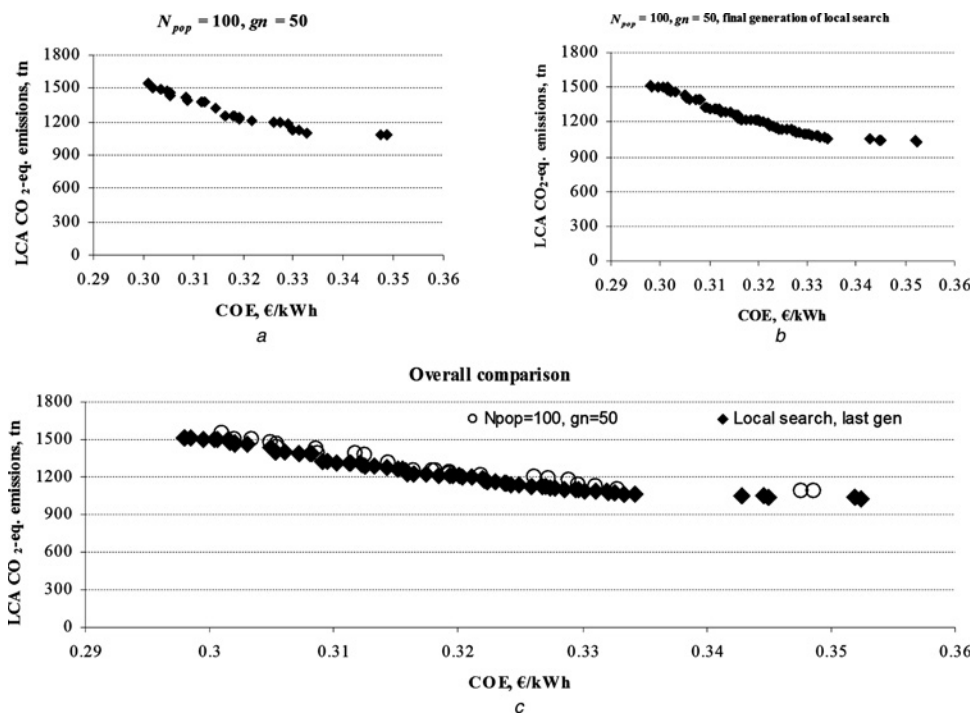 N_pop = 100, gn = 50
LCA CO2-eq. emissions, tn
1800
1500
1200
900
600
300
0
0.29 0.30 0.31 0.32 0.33 0.34 0.35 0.36
COE, €/kWh
a
N_pop = 100, gn = 50, final generation of local search
LCA CO2-eq. emissions, tn
1800
1500
1200
900
600
300
0
0.29 0.30 0.31 0.32 0.33 0.34 0.35 0.36
COE, €/kWh
b
Overall comparison
LCA CO2-eq. emissions, tn
1800
1500
1200
900
600
300
0
Npop=100, gn=50 Local search, last gen
0.29 0.3 0.31 0.32 0.33 0.34 0.35 0.36
COE, €/kWh
c